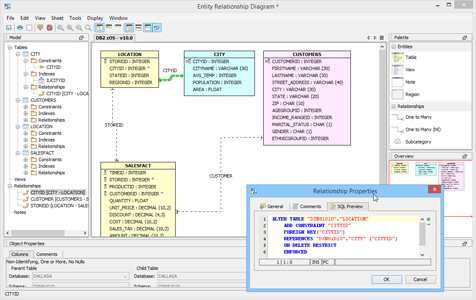 Entity Relationship Diagram *
File Edit View State Tools Display Window
Model
Tables
CITY
Constraints
CITYID
Indexes
Relationships
CITYID [CITY - LOCA
CUSTOMERS
Constraints
Indexes
Relationships
LOCATION
Constraints
Indexes
Relationships
SALESFACT
Constraints
Indexes
Relationships
Views
Relationships
CITYID [CITY - LOCATION]
CUSTOMER [CUSTOMERS - S
STOREID [LOCATION - SALES
Notes
DB2 z/OS - v10.0
LOCATION
STOREID : INTEGER
CITYID : INTEGER *
STATEID : INTEGER
REGIONID : INTEGER
CITYID
CITY
CITYID : INTEGER
CITYNAME : VARCHAR (30)
AVG_TEMP : INTEGER
POPULATION : INTEGER
AREA : FLOAT
CUSTOMERS
CUSTOMERID : INTEGER
FIRSTNAME : VARCHAR (30)
LASTNAME : VARCHAR (30)
STREET_ADDRESS : VARCHAR (40)
CITY : VARCHAR (30)
STATE : VARCHAR (20)
ZIP : CHAR (10)
AGEGROUPID : INTEGER
INCOME_RANGEID : INTEGER
MARITAL_STATUS : CHAR (1)
GENDER : CHAR (1)
ETHNICGROUPID : INTEGER
STOREID
CUSTOMER
SALESFACT
TIMEID : INTEGER
STOREID : INTEGER *
PRODUCTID : INTEGER
CUSTOMERID : INTEGER *
QUANTITY : FLOAT
UNIT_PRICE : DECIMAL (10,2)
DISCOUNT : DECIMAL (4,3)
COST : DECIMAL (10,2)
SALES_TAX : DECIMAL (10,2)
AMOUNT : DECIMAL (10,2)
Palette
Entities
Table
View
Note
Region
Relationships
One to Many
One to Many (NI)
Subcategory
Overview
Relationship Properties
General Comments SQL Preview
1 ALTER TABLE "DSN81010"."LOCATION"
2 ADD CONSTRAINT "CITYID"
3 FOREIGN KEY("CITYID")
4 REFERENCES "DSN81010"."CITY" ("CITYID")
5 ON DELETE RESTRICT
6 ENFORCED
1 : 0 INS PC
OK Cancel
Object Properties
Columns Comments
Non-Identifying, One or More, No Nulls
Parent Table
Child Table
Database: DALLASA
Database: DALLASA
CITYID